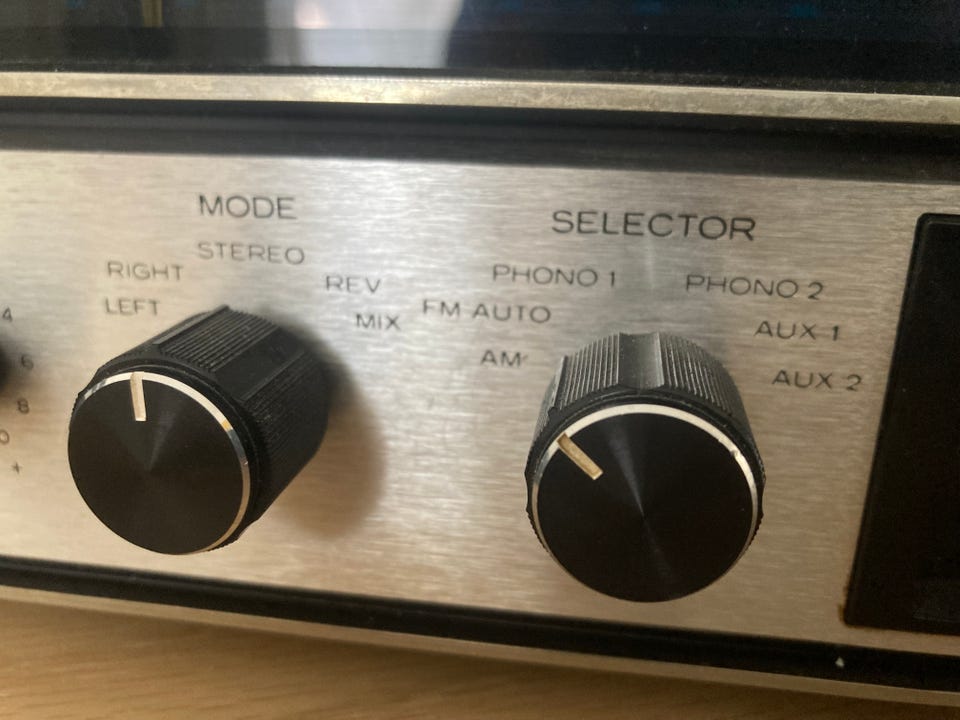 MODE
RIGHT
STEREO
REV
LEFT
MIX
SELECTOR
PHONO 1
PHONO 2
FM AUTO
AUX 1
AM
AUX 2
4
6
8
+